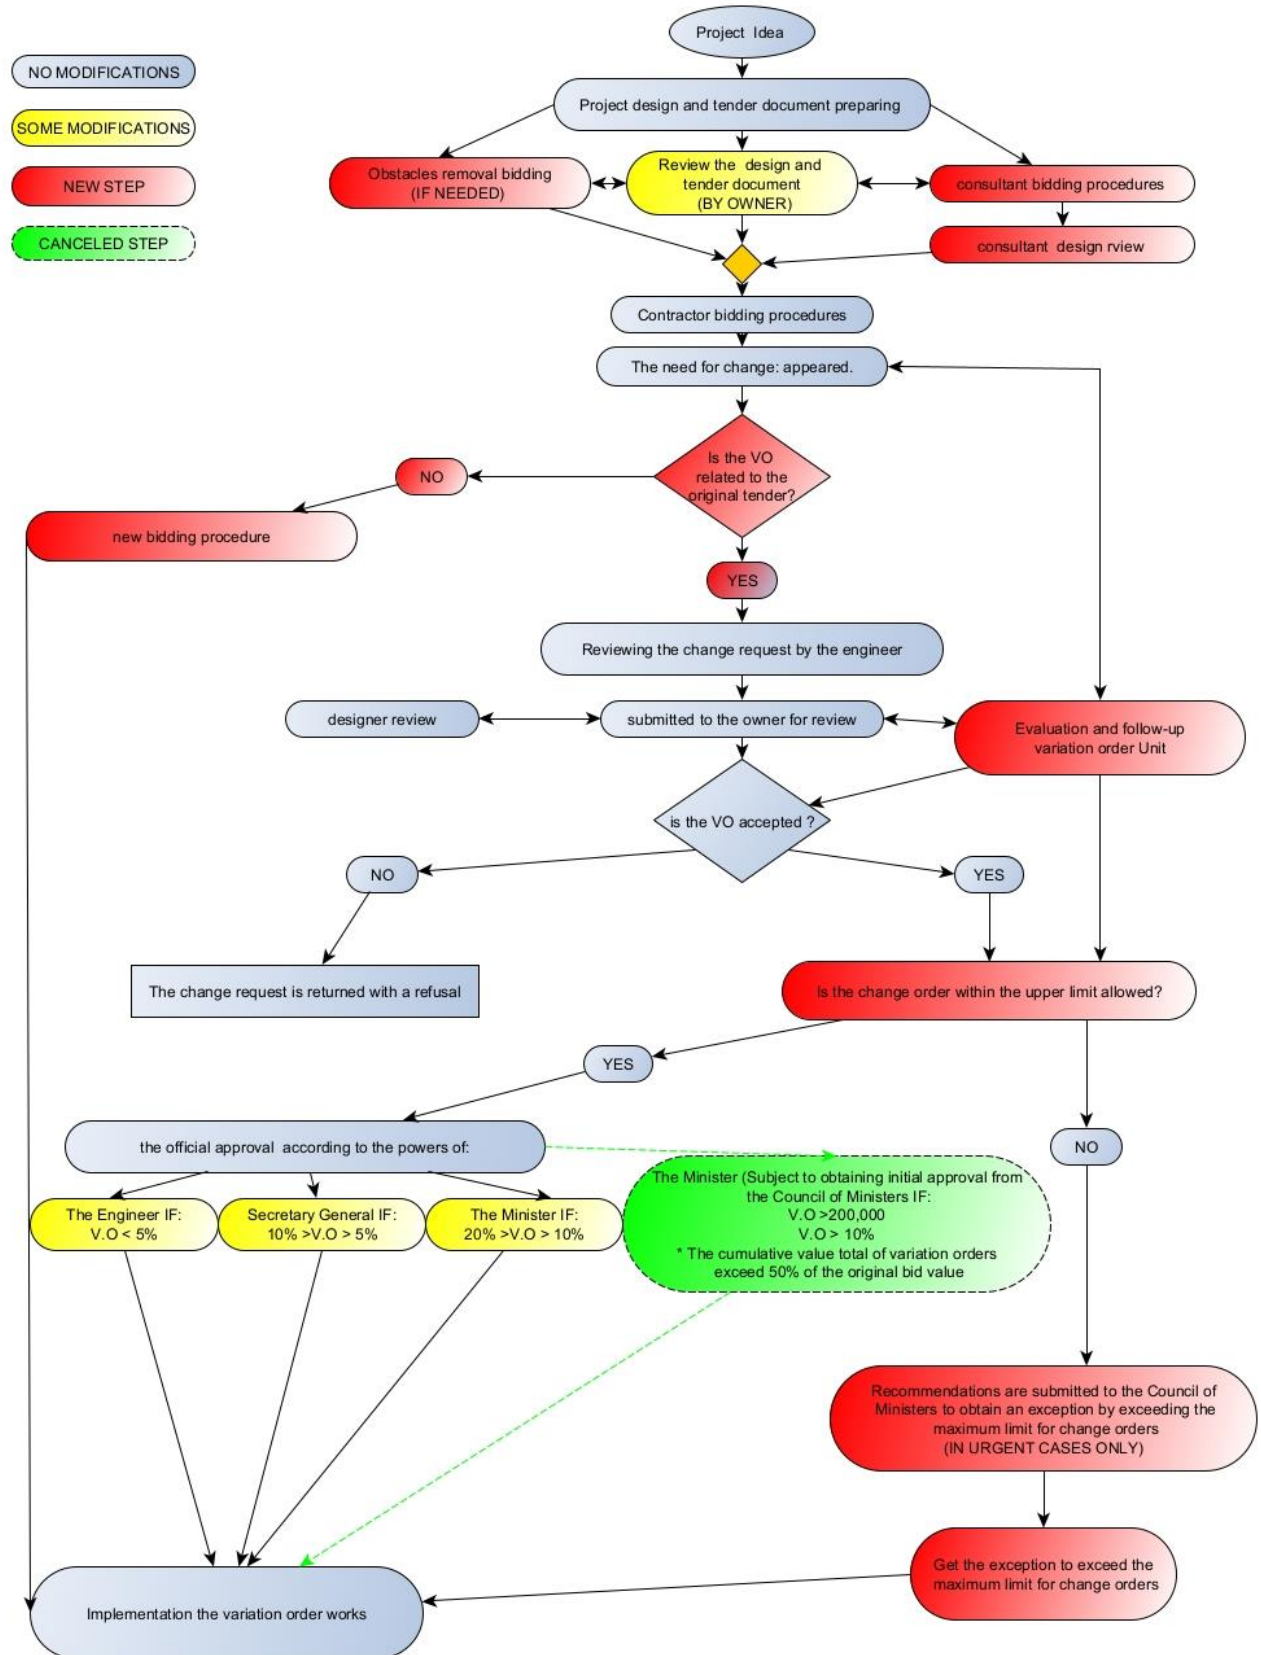 Project Idea
NO MODIFICATIONS
SOME MODIFICATIONS
NEW STEP
CANCELED STEP
Project design and tender document preparing
Obstacles removal bidding
(IF NEEDED)
Review the design and
tender document
(BY OWNER)
consultant bidding procedures
consultant design rview
Contractor bidding procedures
The need for change: appeared.
Is the VO
related to the
original tender?
NO
new bidding procedure
YES
Reviewing the change request by the engineer
designer review
submitted to the owner for review
Evaluation and follow-up
variation order Unit
is the VO accepted ?
NO
YES
The change request is returned with a refusal
Is the change order within the upper limit allowed?
YES
the official approval according to the powers of:
NO
The Engineer IF:
V.O < 5%
Secretary General IF:
10% >V.O > 5%
The Minister IF:
20% >V.O > 10%
The Minister (Subject to obtaining initial approval from
the Council of Ministers IF:
V.O >200,000
V.O > 10%
* The cumulative value total of variation orders
exceed 50% of the original bid value
Recommendations are submitted to the Council of
Ministers to obtain an exception by exceeding the
maximum limit for change orders
(IN URGENT CASES ONLY)
Get the exception to exceed the
maximum limit for change orders
Implementation the variation order works